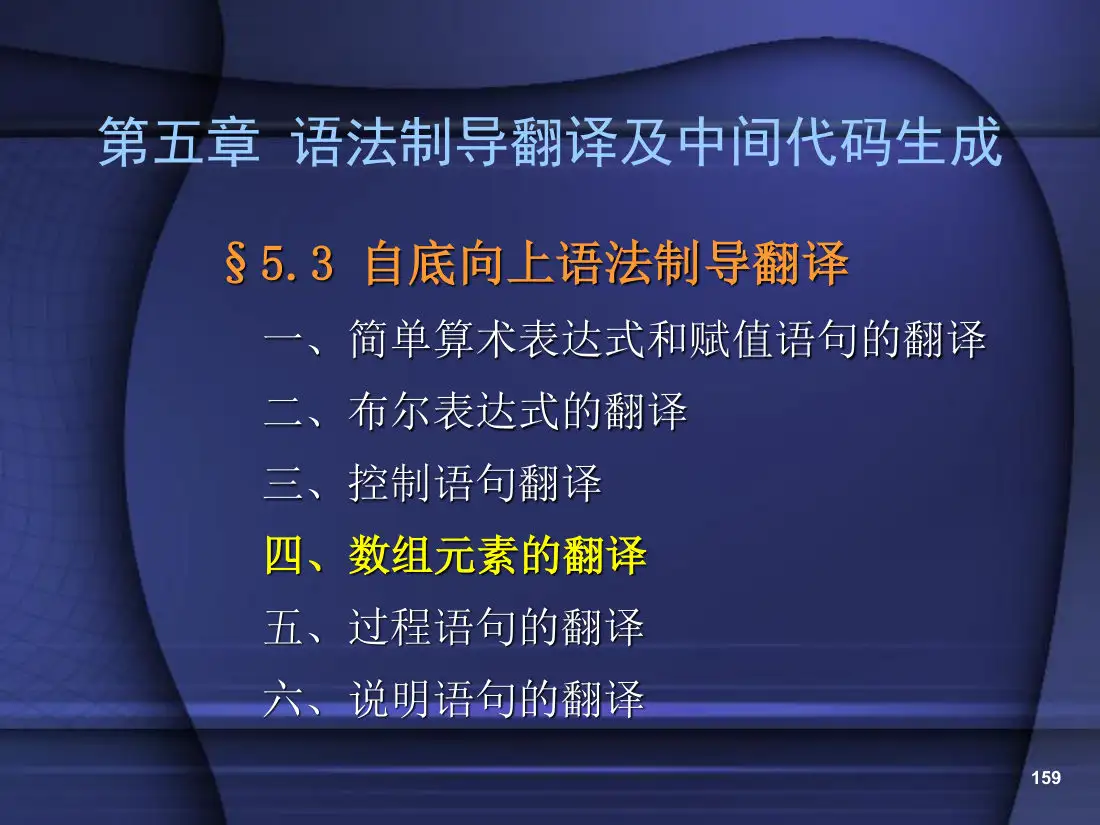 第五章 语法制导翻译及中间代码生成
§5.3 自底向上语法制导翻译
一、简单算术表达式和赋值语句的翻译
二、布尔表达式的翻译
三、控制语句翻译
四、数组元素的翻译
五、过程语句的翻译
六、说明语句的翻译
159